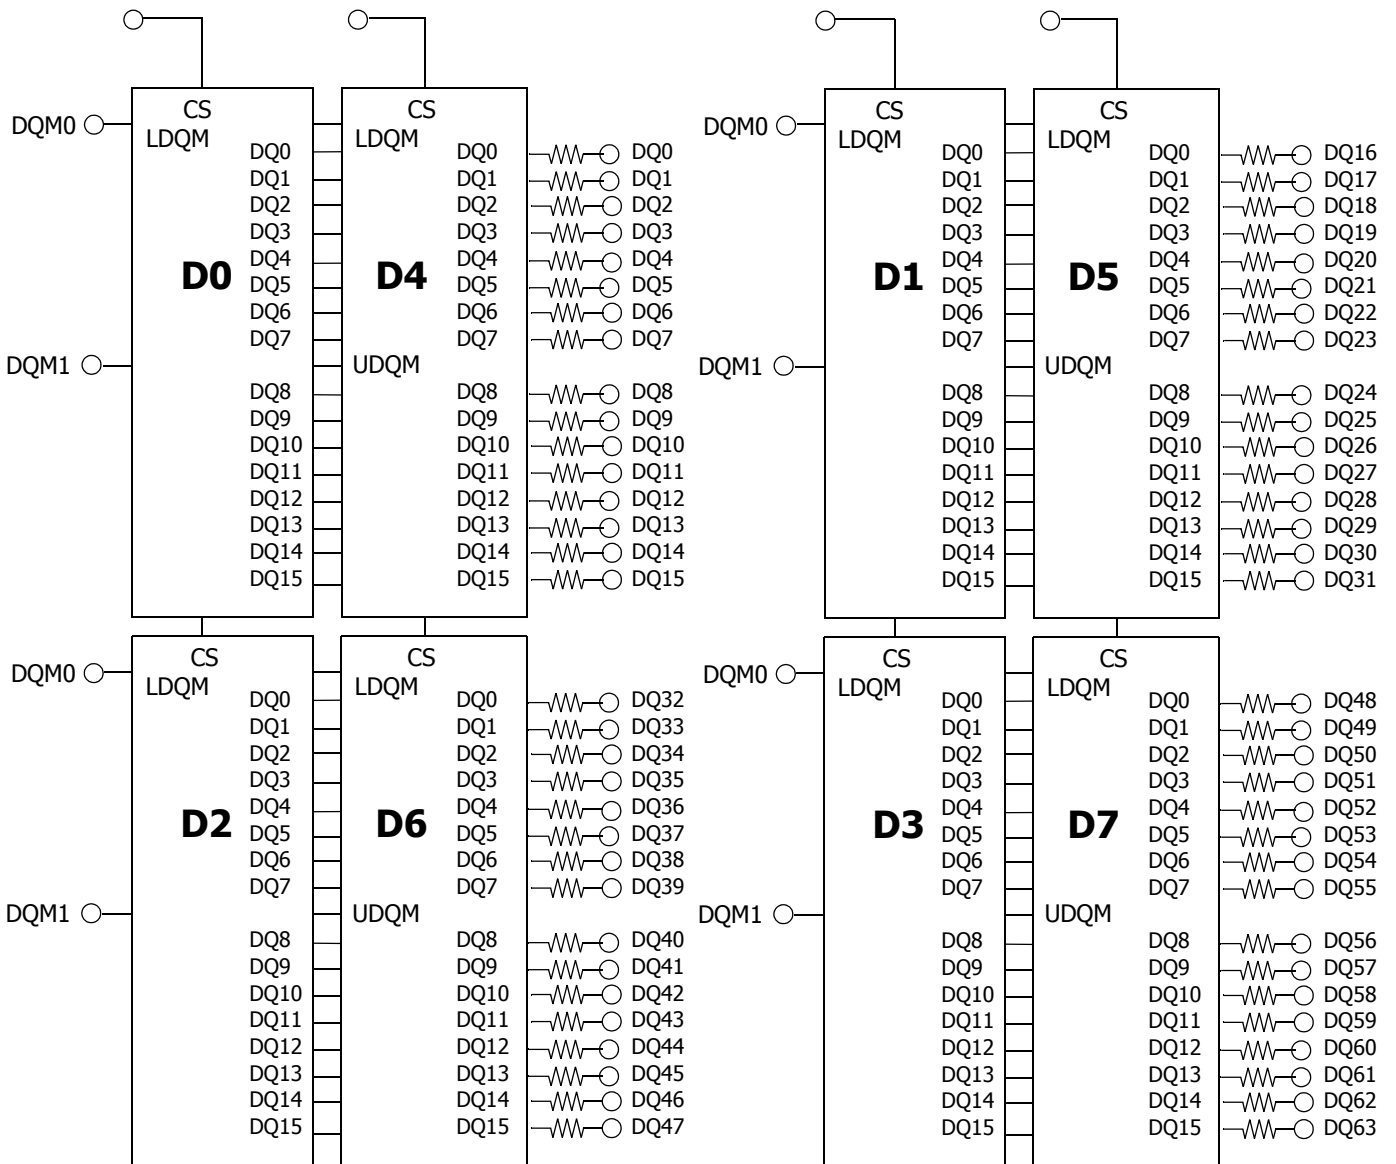 CS CS CS CS
DQM0 LDQM LDQM DQM0 LDQM LDQM
DQ0 DQ0 DQ0 DQ0 DQ0 DQ16
DQ1 DQ1 DQ1 DQ1 DQ1 DQ17
DQ2 DQ2 DQ2 DQ2 DQ2 DQ18
DQ3 DQ3 DQ3 DQ3 DQ3 DQ19
DQ4 DQ4 DQ4 DQ4 DQ4 DQ20
D0 D4 D1 D5
DQ5 DQ5 DQ5 DQ5 DQ5 DQ21
DQ6 DQ6 DQ6 DQ6 DQ6 DQ22
DQ7 DQ7 DQ7 DQ7 DQ7 DQ23
DQM1 UDQM DQM1 UDQM
DQ8 DQ8 DQ8 DQ8 DQ8 DQ24
DQ9 DQ9 DQ9 DQ9 DQ9 DQ25
DQ10 DQ10 DQ10 DQ10 DQ10 DQ26
DQ11 DQ11 DQ11 DQ11 DQ11 DQ27
DQ12 DQ12 DQ12 DQ12 DQ12 DQ28
DQ13 DQ13 DQ13 DQ13 DQ13 DQ29
DQ14 DQ14 DQ14 DQ14 DQ14 DQ30
DQ15 DQ15 DQ15 DQ15 DQ15 DQ31
CS CS CS CS
DQM0 LDQM LDQM DQM0 LDQM LDQM
DQ0 DQ0 DQ32 DQ0 DQ0 DQ48
DQ1 DQ1 DQ33 DQ1 DQ1 DQ49
DQ2 DQ2 DQ34 DQ2 DQ2 DQ50
DQ3 DQ3 DQ35 DQ3 DQ3 DQ51
DQ4 DQ4 DQ36 DQ4 DQ4 DQ52
D2 D6 D3 D7
DQ5 DQ5 DQ37 DQ5 DQ5 DQ53
DQ6 DQ6 DQ38 DQ6 DQ6 DQ54
DQ7 DQ7 DQ39 DQ7 DQ7 DQ55
DQM1 UDQM DQM1 UDQM
DQ8 DQ8 DQ40 DQ8 DQ8 DQ56
DQ9 DQ9 DQ41 DQ9 DQ9 DQ57
DQ10 DQ10 DQ42 DQ10 DQ10 DQ58
DQ11 DQ11 DQ43 DQ11 DQ11 DQ59
DQ12 DQ12 DQ44 DQ12 DQ12 DQ60
DQ13 DQ13 DQ45 DQ13 DQ13 DQ61
DQ14 DQ14 DQ46 DQ14 DQ14 DQ62
DQ15 DQ15 DQ47 DQ15 DQ15 DQ63